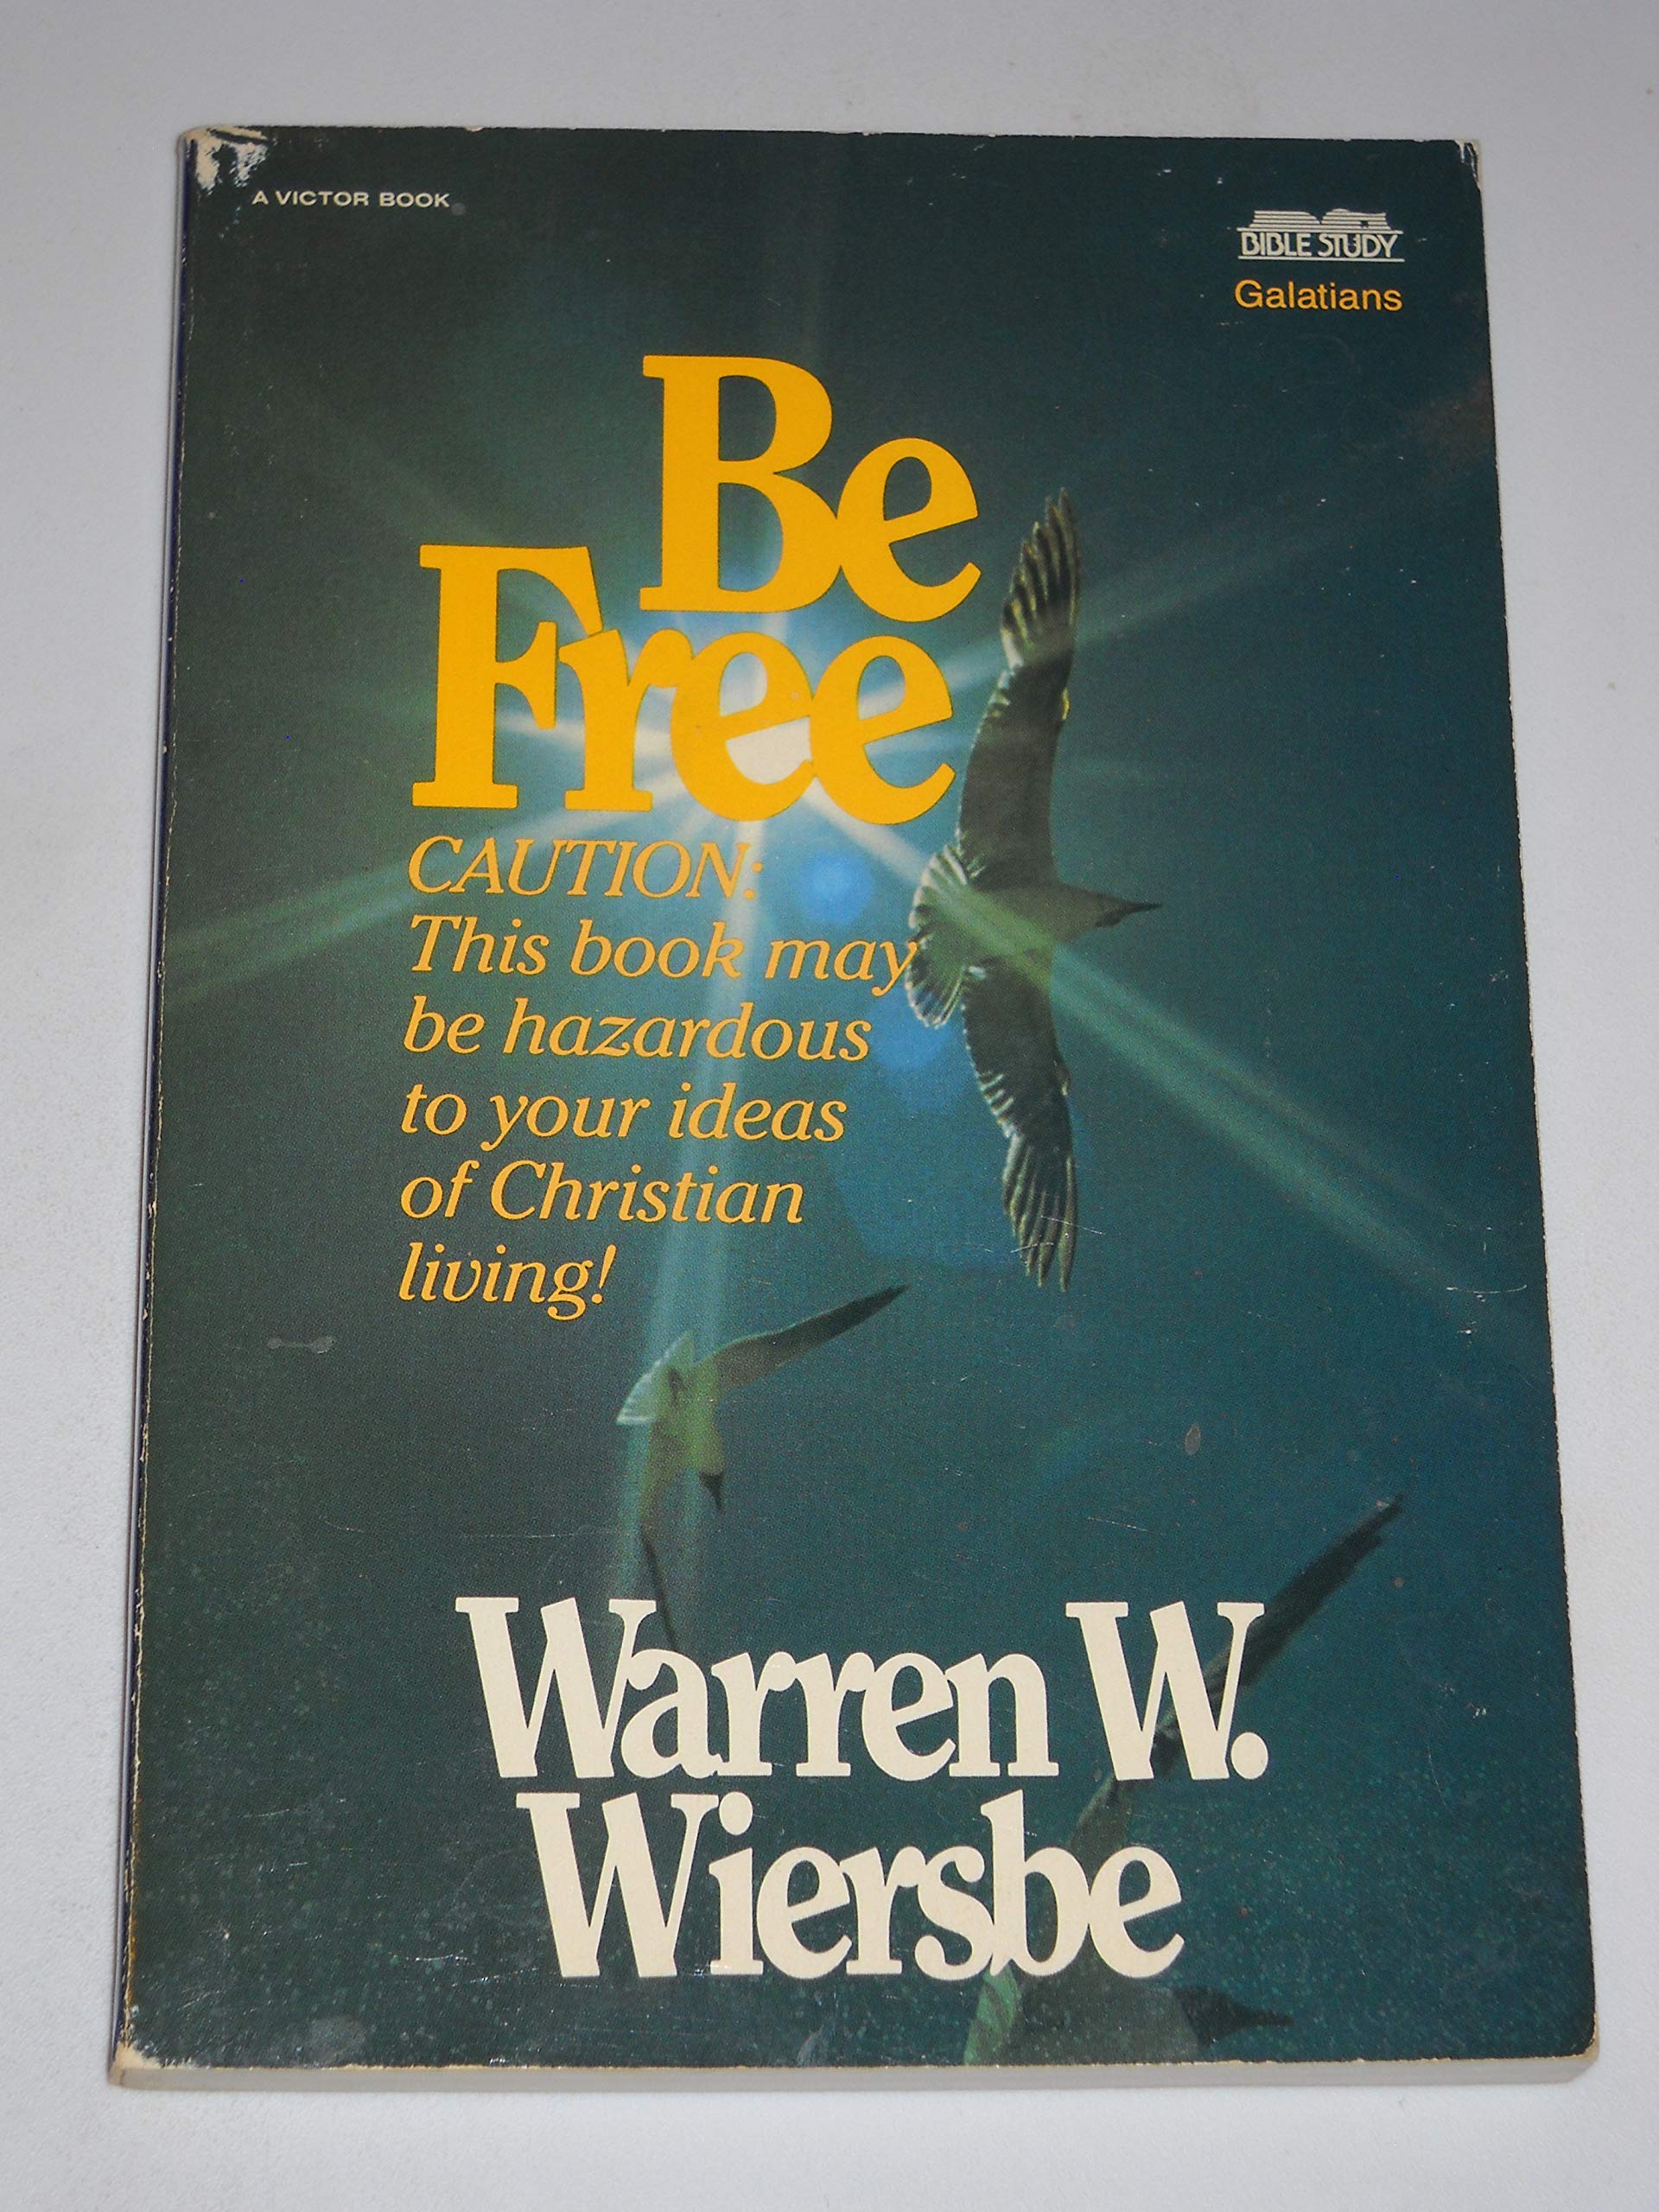 A VICTOR BOOK
BIBLE STUDY
Galatians
Be
Free
CAUTION:
This book may
be hazardous
to your ideas
of Christian
living!
Warren W.
Wiersbe